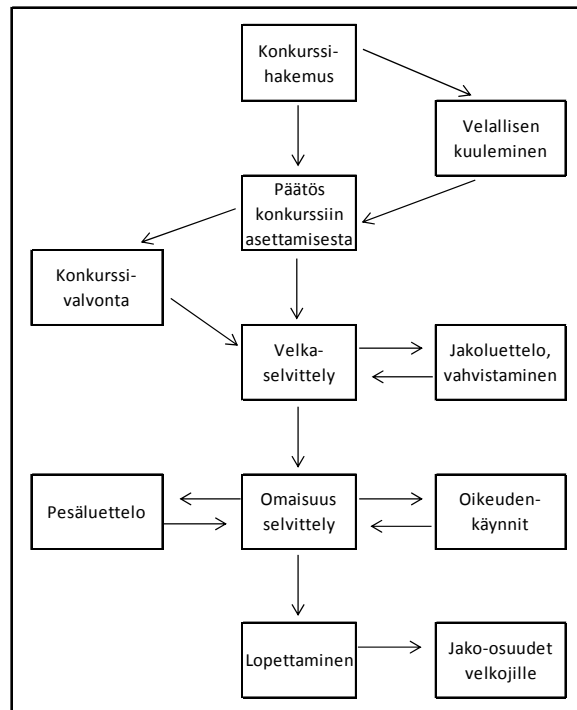 Konkurssi-
hakemus
Velallisen
kuuleminen
Päätös
konkurssiin
asettamisesta
Konkurssi-
valvonta
Velka-
selvittely
Jakoluettelo,
vahvistaminen
Pesäluettelo
Omaisuus
selvittely
Oikeuden-
käynnit
Lopettaminen
Jako-osuudet
velkojille